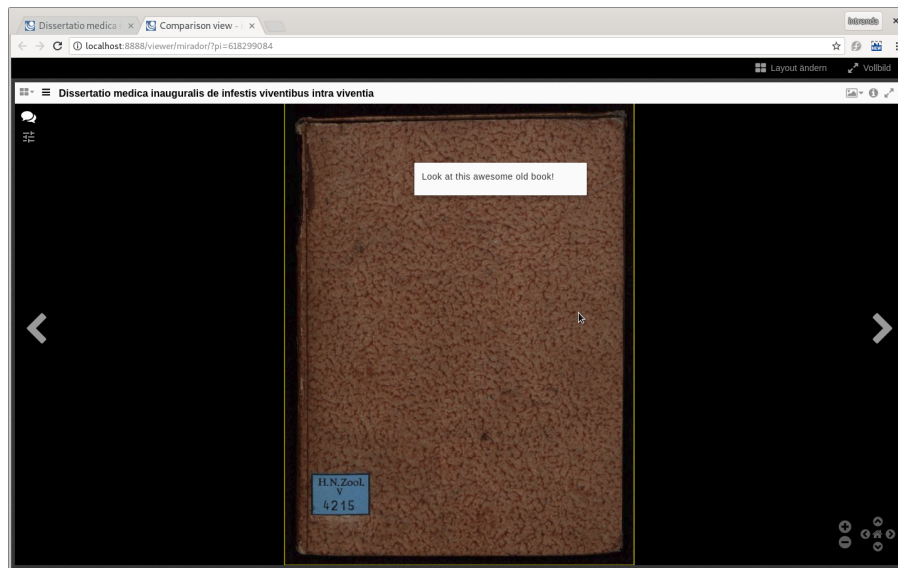 Dissertatio medica
Comparison view -
intranda
localhost:8888/viewer/mirador/?pi=618299084
Layout ändern
Vollbild
Dissertatio medica inauguralis de infestis viventibus intra viventia
Look at this awesome old book!
H.N.Zool.
V
4215